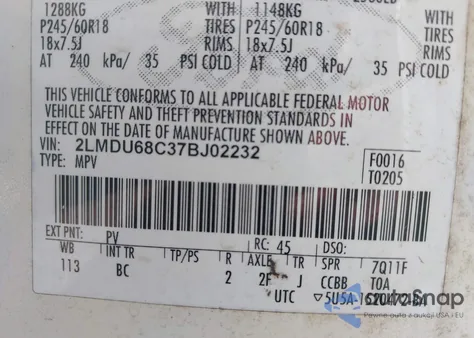 1288KG WITH 1148KG WITH
P245/60R18 TIRES P245/60R18 TIRES
18x7.5J RIMS 18x7.5J RIMS
AT 240 kPa/ 35 PSI COLD AT 240 kPa/ 35 PSI COLD
THIS VEHICLE CONFORMS TO ALL APPLICABLE FEDERAL MOTOR
VEHICLE SAFETY AND THEFT PREVENTION STANDARDS IN
EFFECT ON THE DATE OF MANUFACTURE SHOWN ABOVE.
VIN: 2LMDU68C37BJ02232
TYPE: MPV
F0016
T0205
EXT PNT: PV RC: 45 DSO:
WB INT TR TP/PS R AXLE TR SPR 7Q11F
113 BC 2 2F J CCBB TOA
UTC